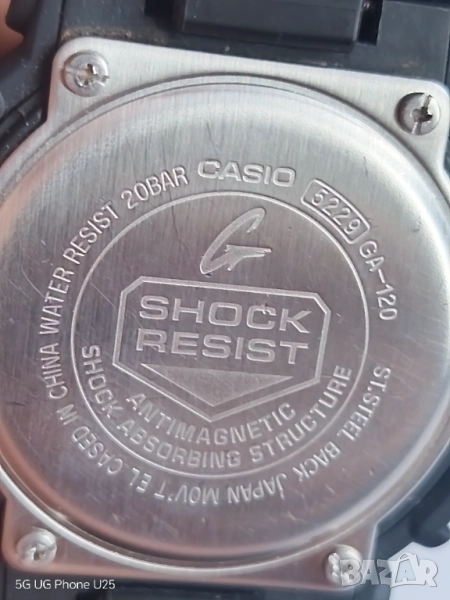 CASIO 5229 GA-120
ST.STEEL BACK JAPAN MOV'T EL CASED IN CHINA WATER RESIST 20BAR
G
SHOCK
RESIST
ANTIMAGNETIC
SHOCK ABSORBING STRUCTURE
5G UG Phone U25
BAZAR